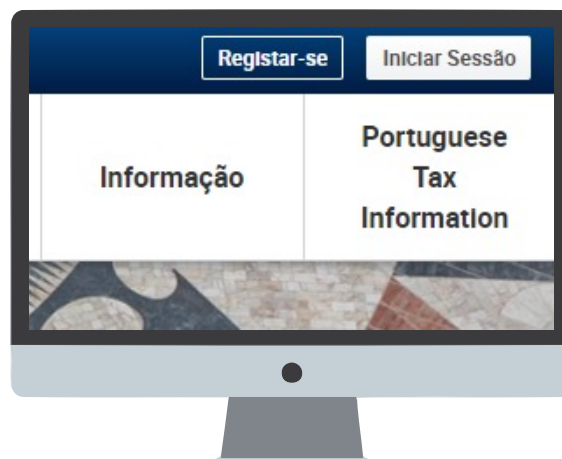 Registar-se
Iniciar Sessão
Informação
Portuguese
Tax
Information